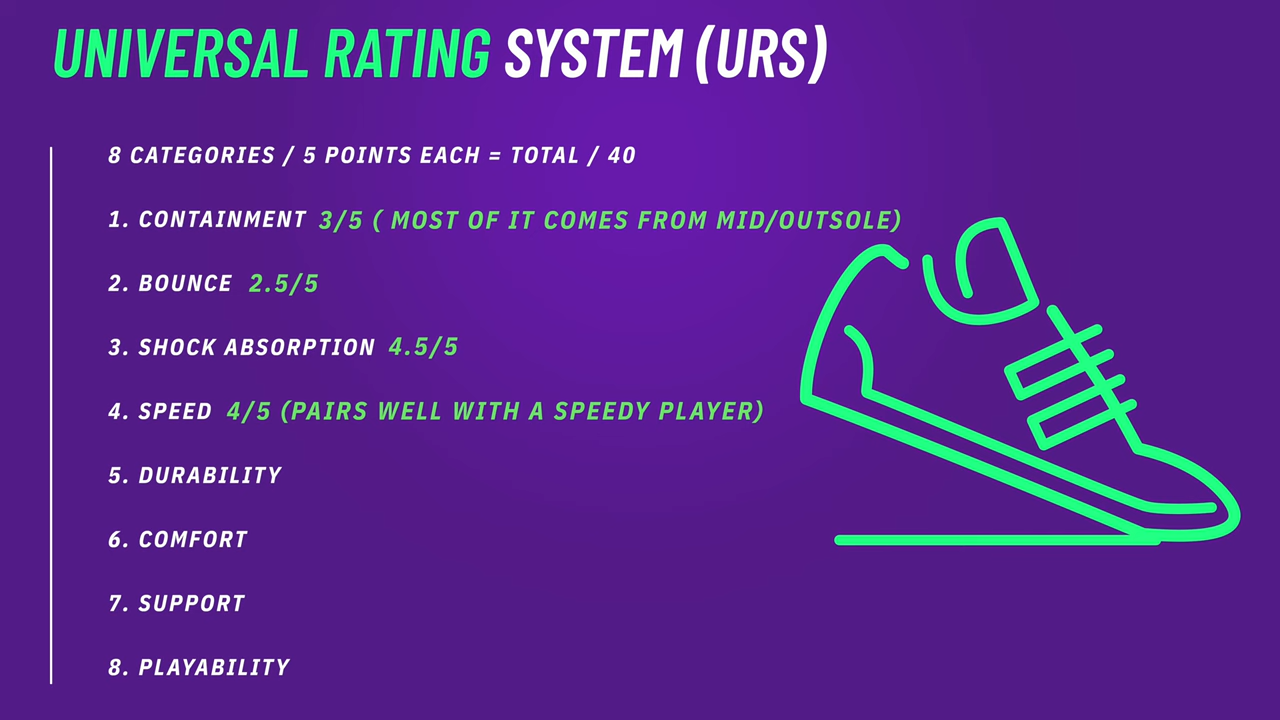 UNIVERSAL RATING SYSTEM (URS)
8 CATEGORIES / 5 POINTS EACH = TOTAL / 40
1. CONTAINMENT 3/5 ( MOST OF IT COMES FROM MID/OUTSOLE)
2. BOUNCE 2.5/5
3. SHOCK ABSORPTION 4.5/5
4. SPEED 4/5 (PAIRS WELL WITH A SPEEDY PLAYER)
5. DURABILITY
6. COMFORT
7. SUPPORT
8. PLAYABILITY